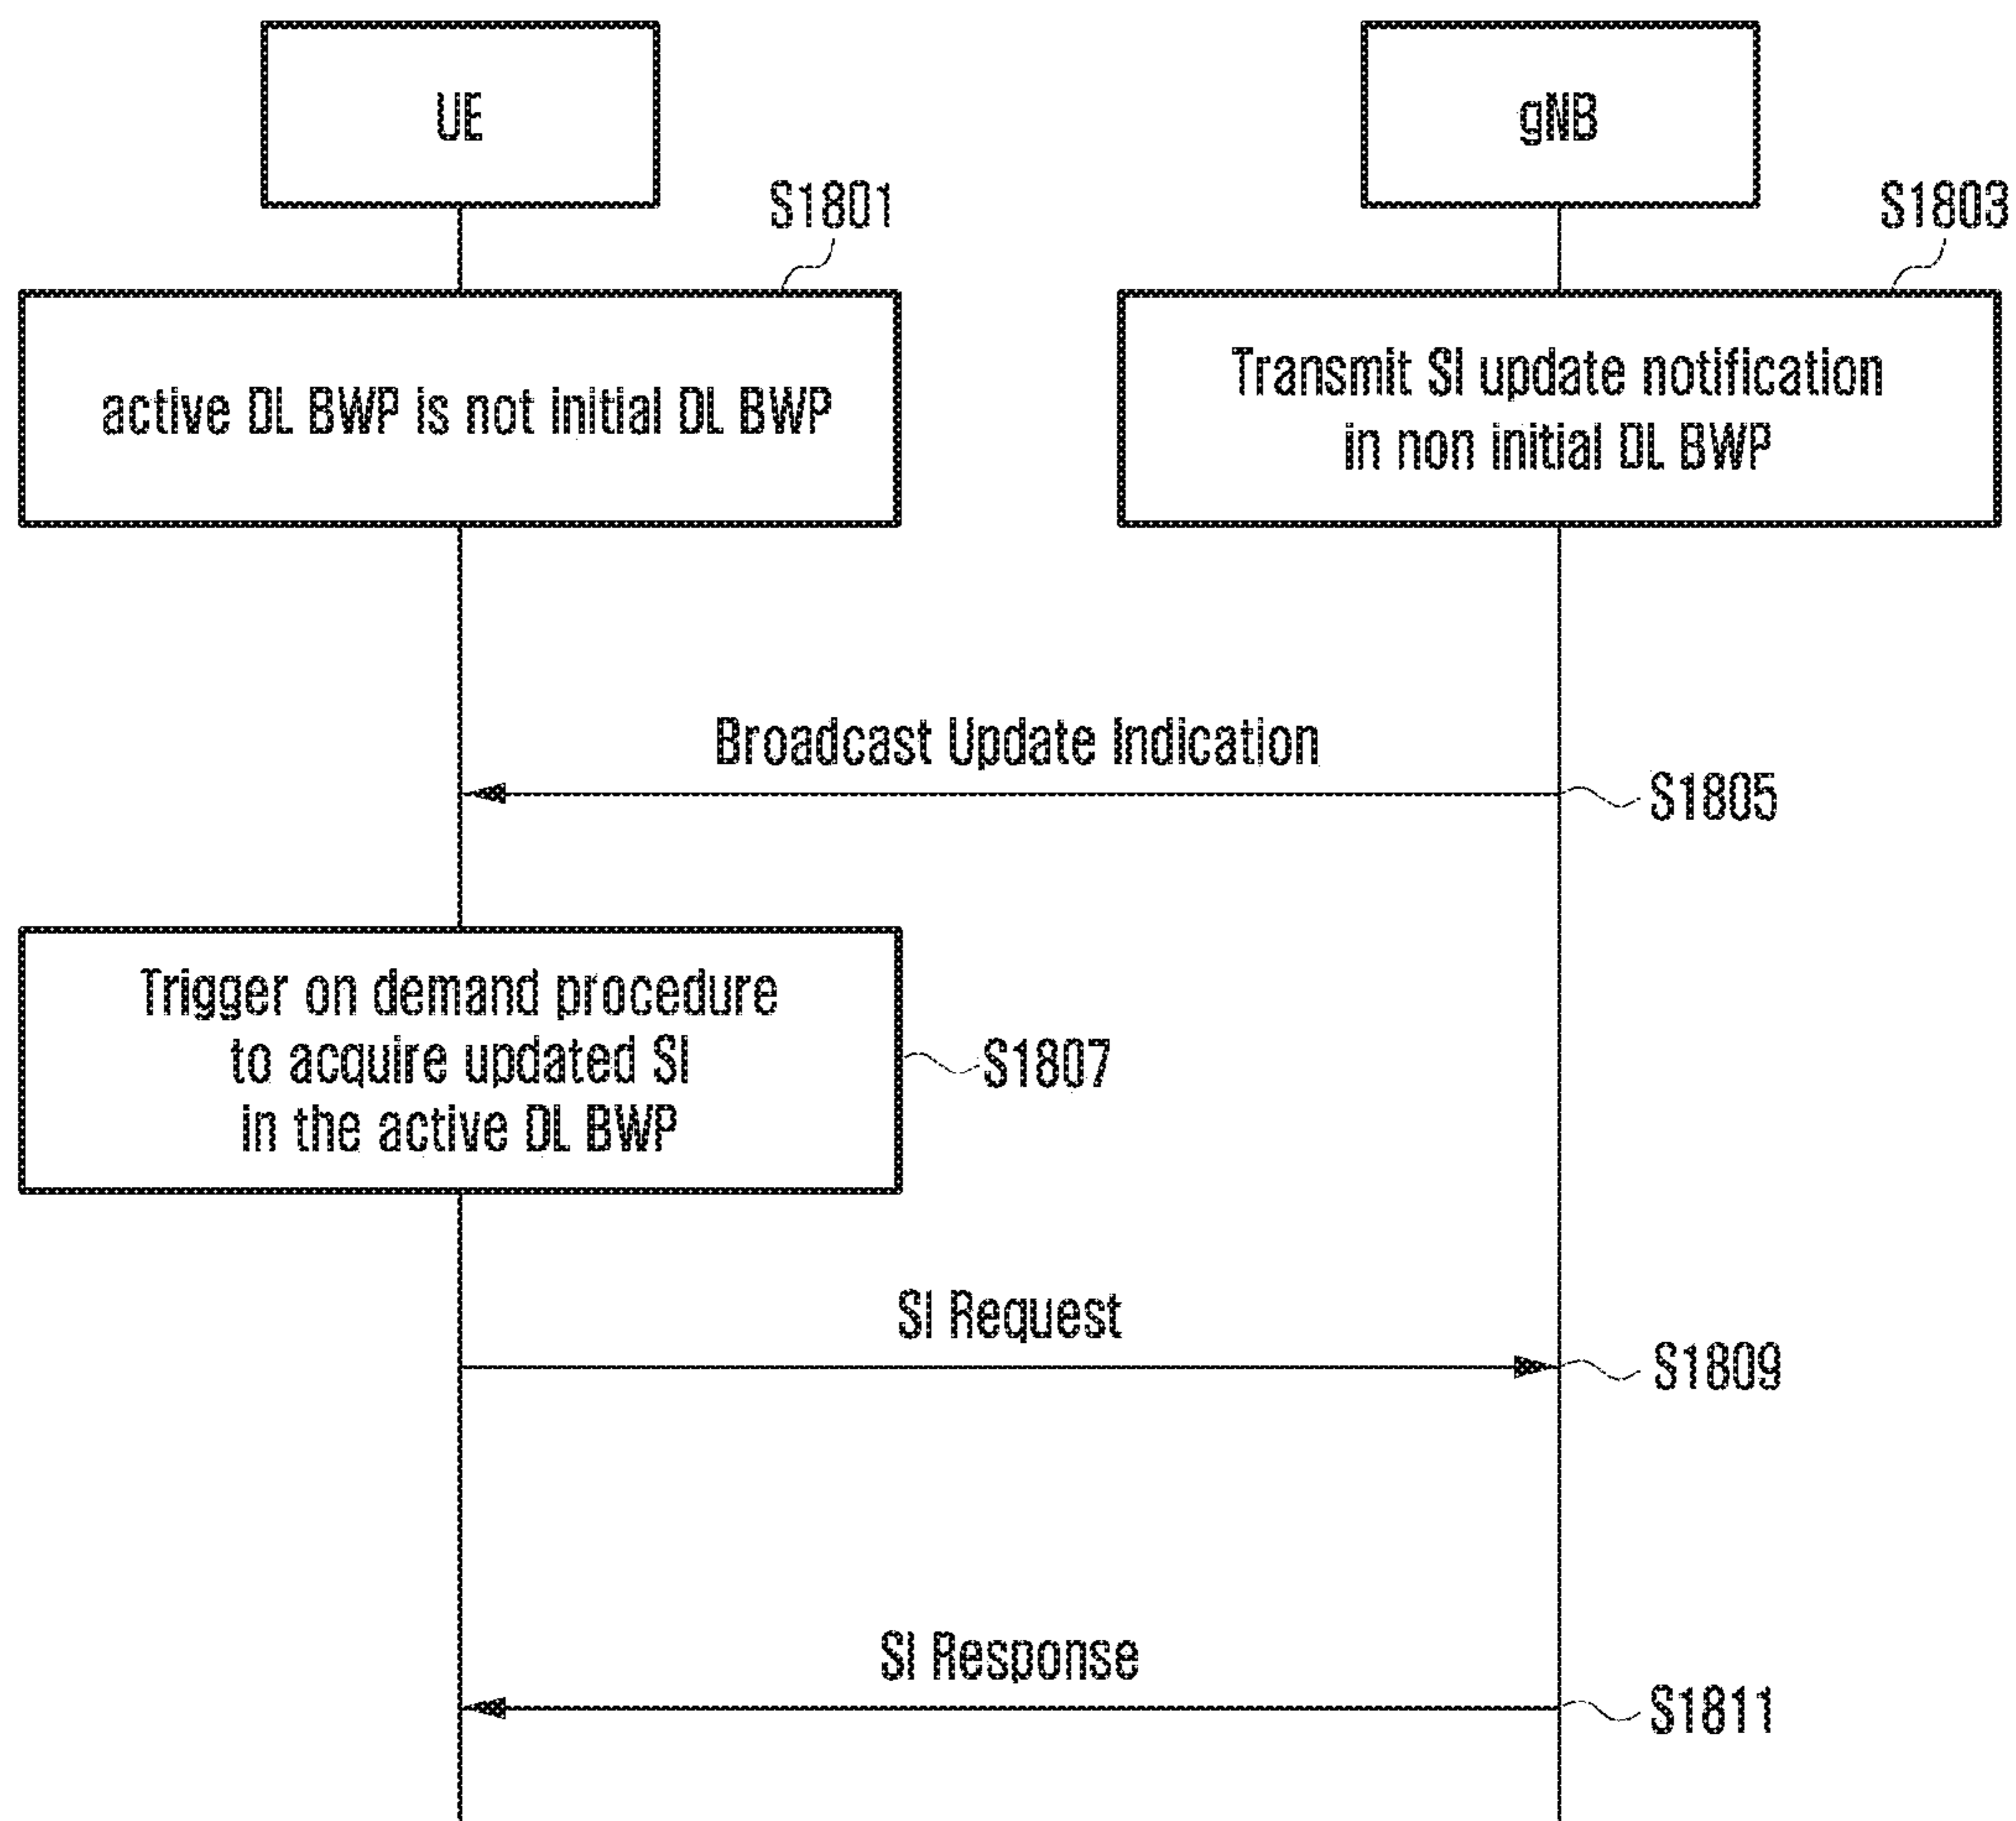 UE
gNB
S1801
S1803
active DL BWP is not initial DL BWP
Transmit SI update notification
in non initial DL BWP
Broadcast Update Indication
S1805
Trigger on demand procedure
to acquire updated SI
in the active DL BWP
S1807
SI Request
S1809
SI Response
S1811